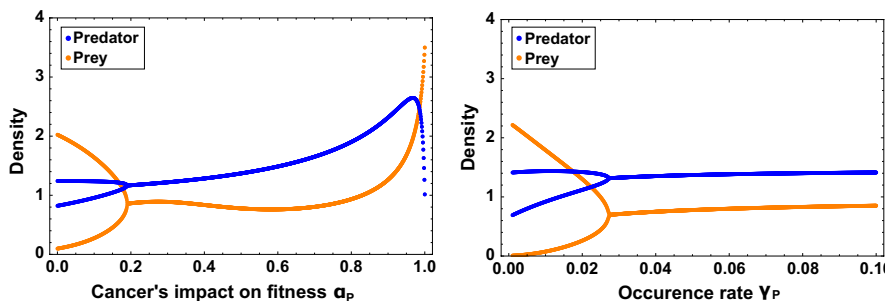 4
3
2
1
0
Density
Predator
Prey
0.0 0.2 0.4 0.6 0.8 1.0
Cancer's impact on fitness αP
4
3
2
1
0
Density
Predator
Prey
0.00 0.02 0.04 0.06 0.08 0.10
Occurence rate γP